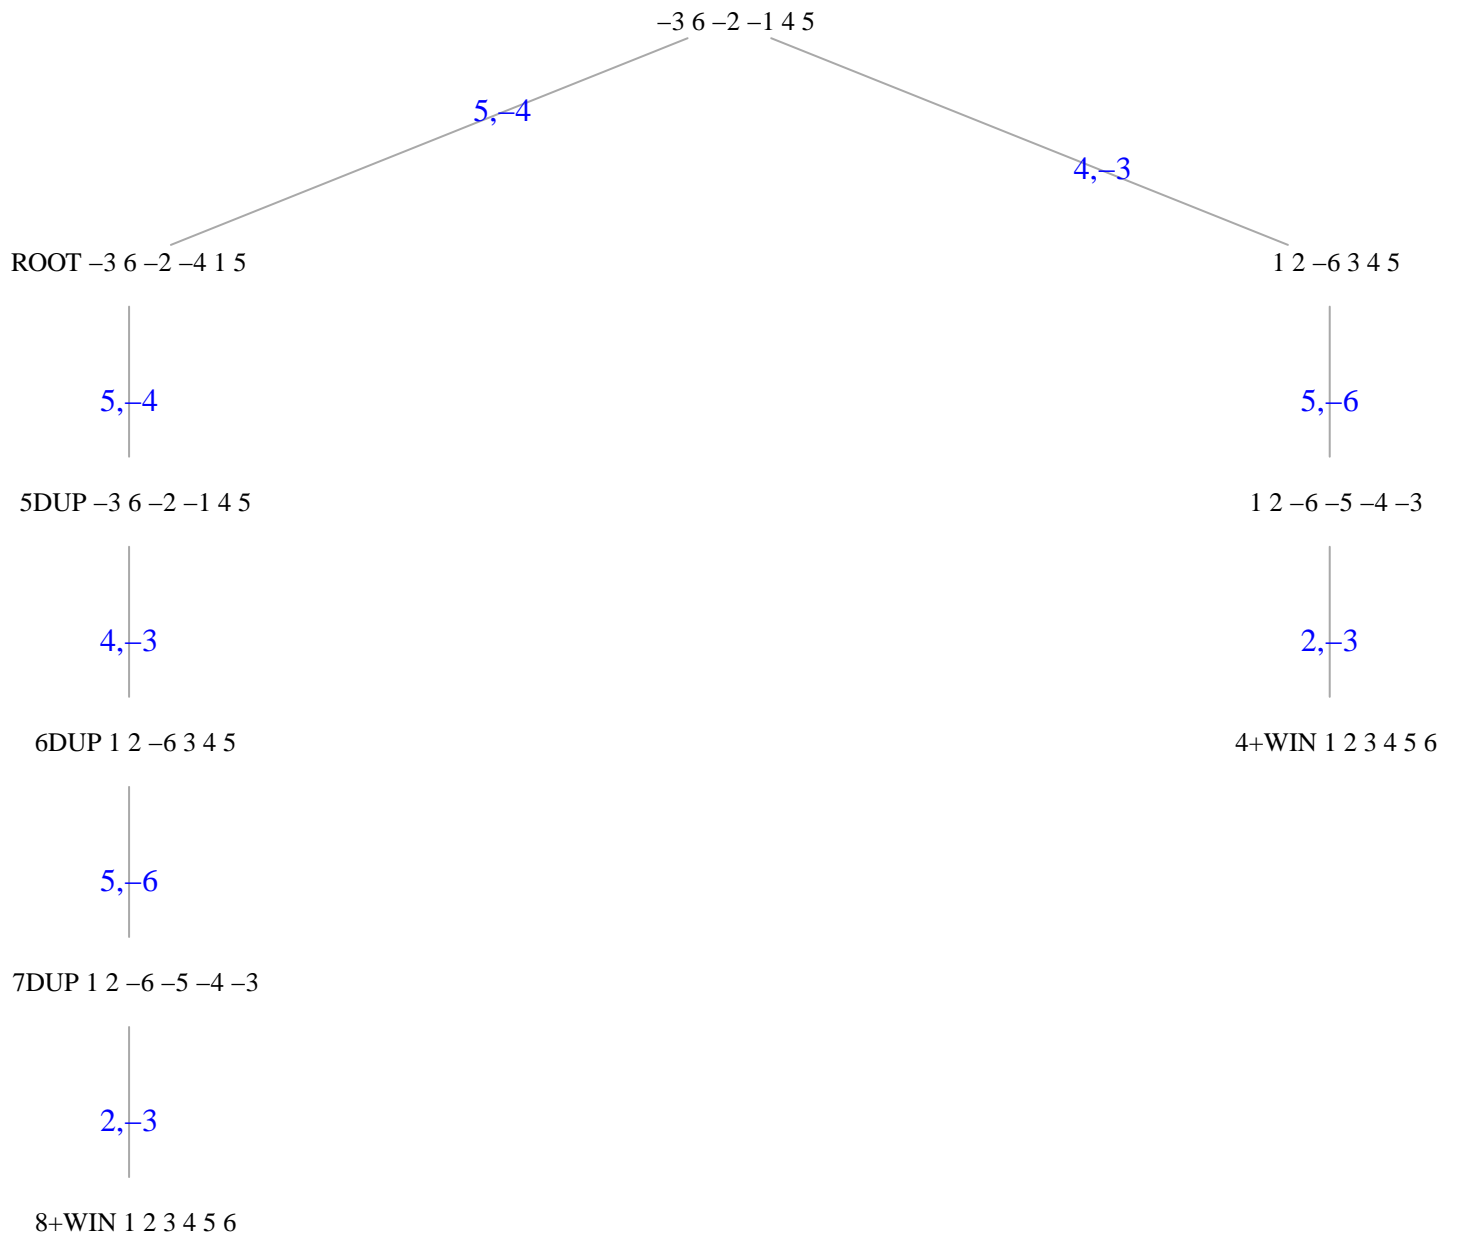 –3 6 –2 –1 4 5
5,–4
4,–3
ROOT –3 6 –2 –4 1 5
1 2 –6 3 4 5
5,–4
5,–6
5DUP –3 6 –2 –1 4 5
1 2 –6 –5 –4 –3
4,–3
2,–3
6DUP 1 2 –6 3 4 5
4+WIN 1 2 3 4 5 6
5,–6
7DUP 1 2 –6 –5 –4 –3
2,–3
8+WIN 1 2 3 4 5 6